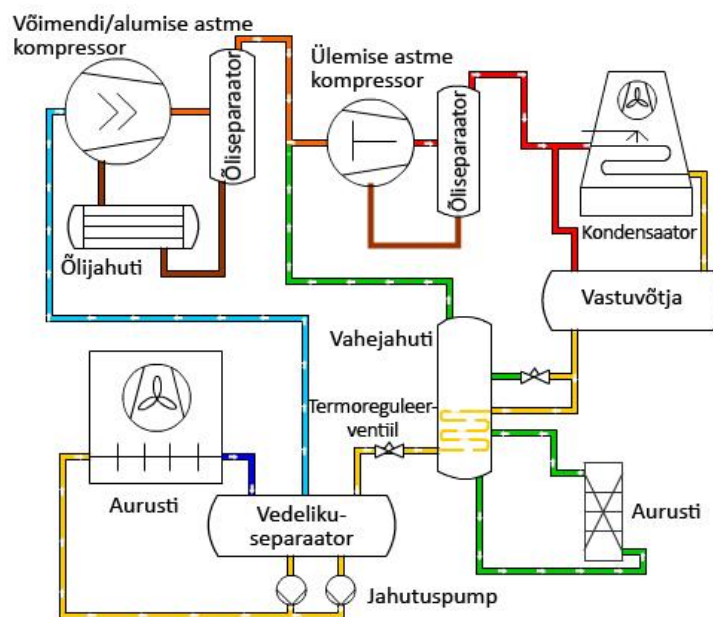 Võimendi/alumise astme
kompressor
Õliseparaator
Ülemise astme
kompressor
Õliseparaator
Õlijahuti
Kondensaator
Vastuvõtja
Vahejahuti
Termoreguleer-
ventiil
Aurusti
Vedeliku-
separaator
Aurusti
Jahutuspump